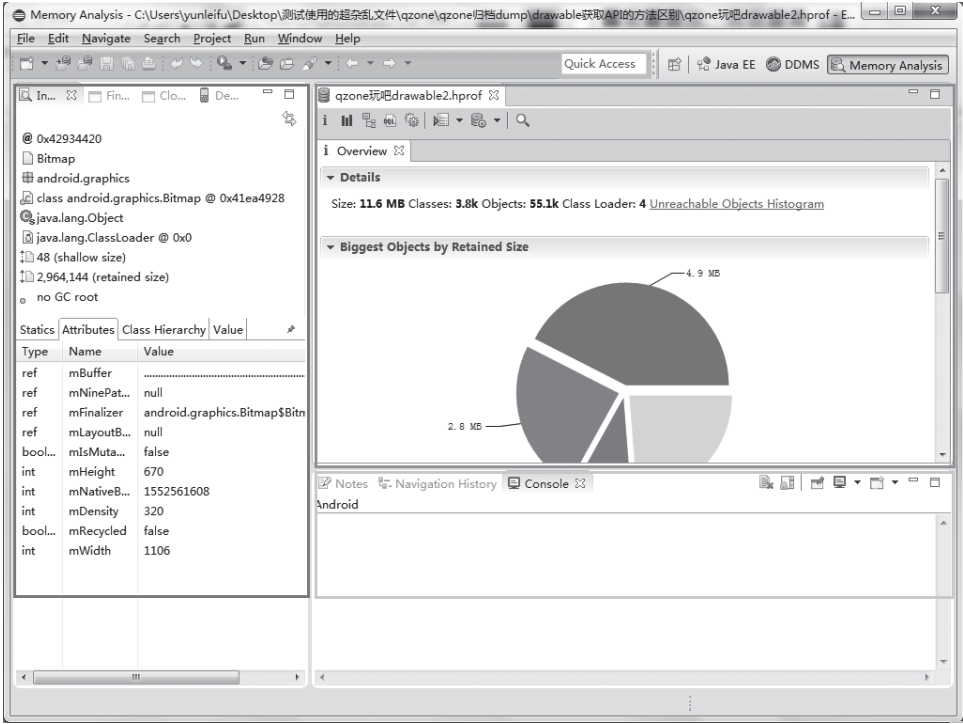 Memory Analysis - C:\Users\yunleifu\Desktop\测试使用的超杂乱文件\qzone\qzone归档dump\drawable获取API的方法区别\qzone玩吧drawable2.hprof - E...
File Edit Navigate Search Project Run Window Help
Quick Access Java EE DDMS Memory Analysis
In... Fin... Clo... De...
@ 0x42934420
Bitmap
android.graphics
class android.graphics.Bitmap @ 0x41ea4928
java.lang.Object
java.lang.ClassLoader @ 0x0
48 (shallow size)
2,964,144 (retained size)
no GC root
Statics Attributes Class Hierarchy Value
Type Name Value
ref mBuffer ................................................
ref mNinePat... null
ref mFinalizer android.graphics.Bitmap$Bitm
ref mLayoutB... null
bool... mIsMuta... false
int mHeight 670
int mNativeB... 1552561608
int mDensity 320
bool... mRecycled false
int mWidth 1106
qzone玩吧drawable2.hprof
i Overview
Details
Size: 11.6 MB Classes: 3.8k Objects: 55.1k Class Loader: 4 Unreachable Objects Histogram
Biggest Objects by Retained Size
4.9 MB
2.8 MB
Notes Navigation History Console
Android